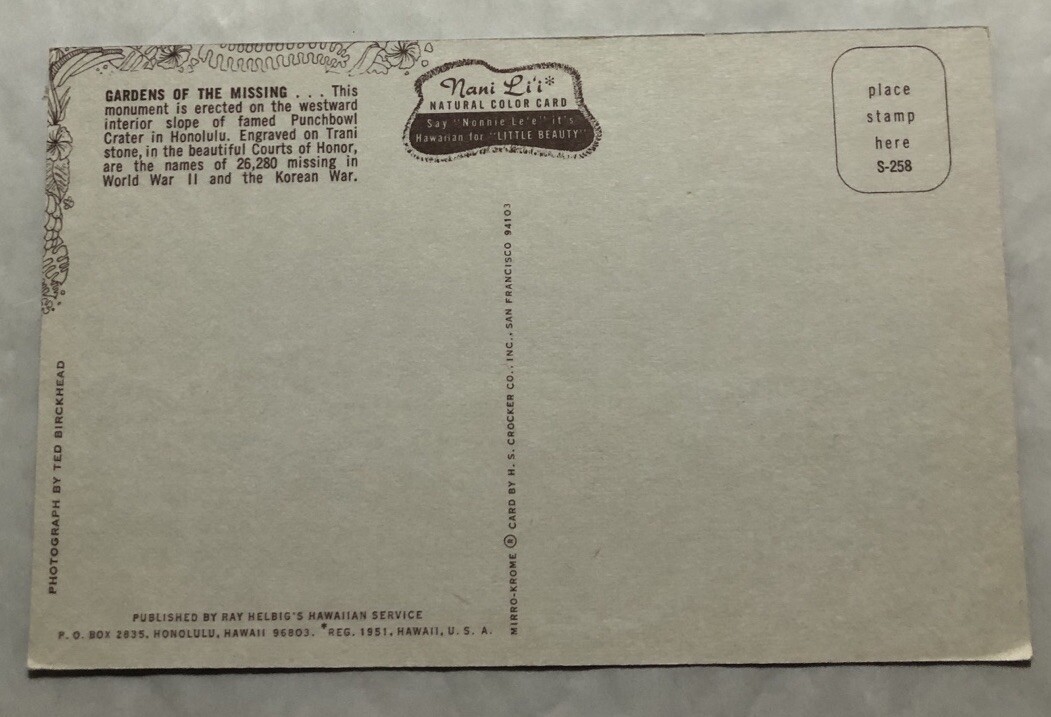 GARDENS OF THE MISSING . . . This
monument is erected on the westward
interior slope of famed Punchbowl
Crater in Honolulu. Engraved on Trani
stone, in the beautiful Courts of Honor,
are the names of 26,280 missing in
World War II and the Korean War.
Nani Li'i*
NATURAL COLOR CARD
Say "Nonnie Le'e" it's
Hawaiian for "LITTLE BEAUTY"
place
stamp
here
S-258
MIRRO-KROME ® CARD BY H. S. CROCKER CO., INC., SAN FRANCISCO 94103
PHOTOGRAPH BY TED BIRCKHEAD
PUBLISHED BY RAY HELBIG'S HAWAIIAN SERVICE
P. O. BOX 2835, HONOLULU, HAWAII 96803. *REG. 1951, HAWAII, U. S. A.